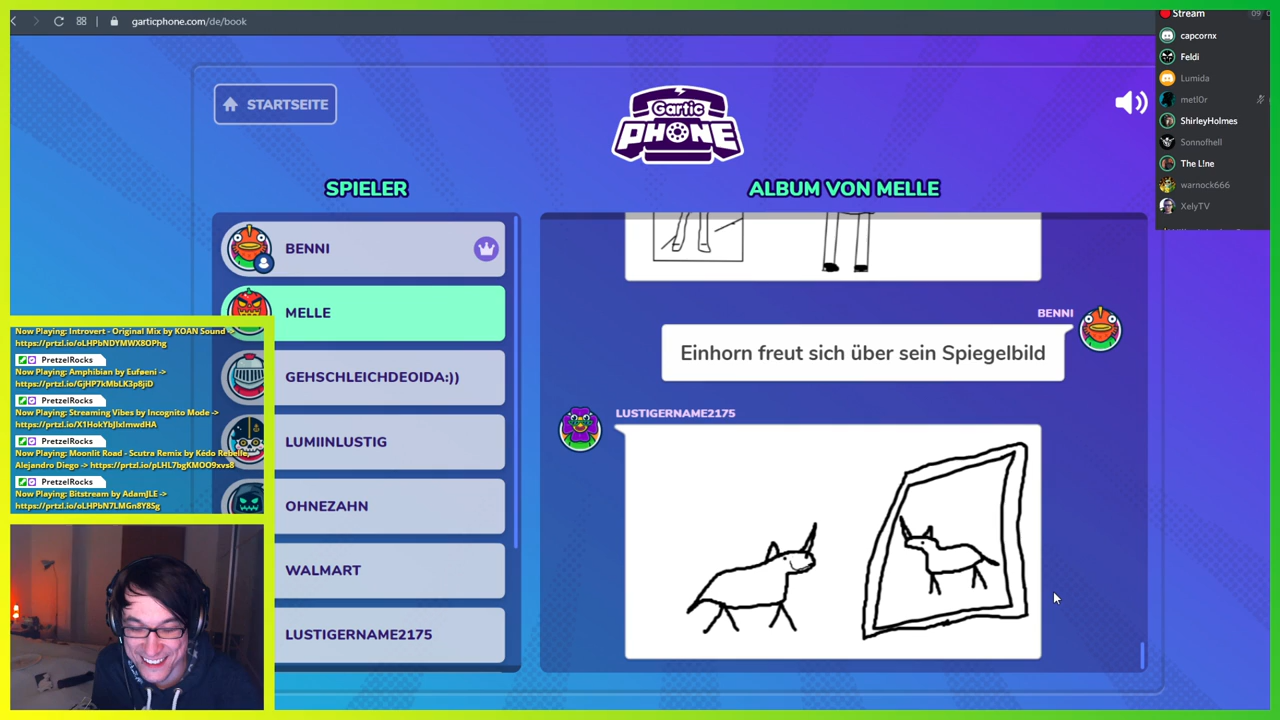 garticphone.com/de/book
Stream
capcornx
Feldi
Lumida
metl0r
ShirleyHolmes
Sonnofhell
The L!ne
warnock666
XelyTV
STARTSEITE
Gartic
PHONE
SPIELER
BENNI
MELLE
GEHSCHLEICHDEOIDA:))
LUMIINLUSTIG
OHNEZAHN
WALMART
LUSTIGERNAME2175
ALBUM VON MELLE
BENNI
Einhorn freut sich über sein Spiegelbild
LUSTIGERNAME2175
Now Playing: Introvert - Original Mix by KOAN Sound ->
https://prtzl.io/oLHPbNDYMWX8OPhg
PretzelRocks
Now Playing: Amphibian by Euføeni ->
https://prtzl.io/GjHP7kMbLK3p8jiD
PretzelRocks
Now Playing: Streaming Vibes by Incognito Mode ->
https://prtzl.io/X1HokYbJlxlmwdHA
PretzelRocks
Now Playing: Moonlit Road - Scutra Remix by Kédo Rebelle,
Alejandro Diego -> https://prtzl.io/pLHL7bgKMOO9xvs8
PretzelRocks
Now Playing: Bitstream by AdamJLE ->
https://prtzl.io/oLHPbN7LMGn8Y8Sg